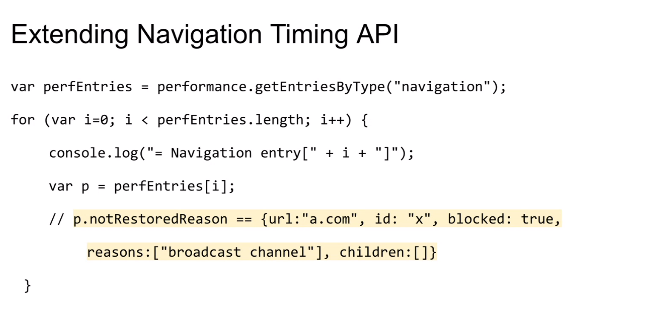 Extending Navigation Timing API
var perfEntries = performance.getEntriesByType("navigation");
for (var i=0; i < perfEntries.length; i++) {
console.log("= Navigation entry[" + i + "]");
var p = perfEntries[i];
// p.notRestoredReason == {url:"a.com", id: "x", blocked: true,
reasons:["broadcast channel"], children:[]}
}